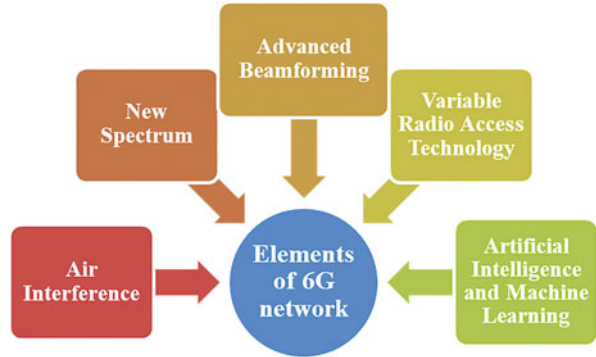 Advanced
Beamforming
New
Spectrum
Variable
Radio Access
Technology
Air
Interference
Elements
of 6G
network
Artificial
Intelligence
and Machine
Learning